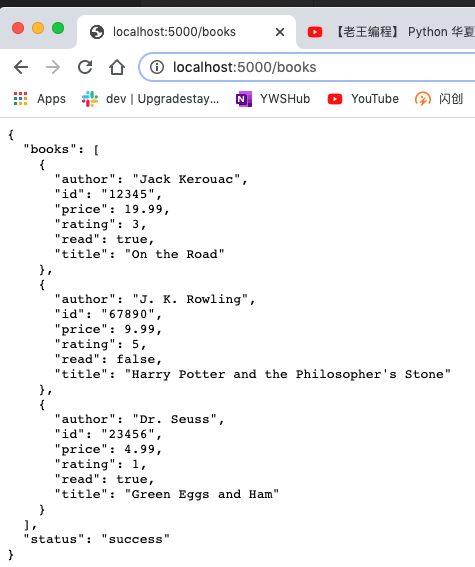 localhost:5000/books
【老王编程】 Python 华夏
localhost:5000/books
Apps
dev | Upgradestay...
YWSHub
YouTube
闪创
{
  "books": [
    {
      "author": "Jack Kerouac",
      "id": "12345",
      "price": 19.99,
      "rating": 3,
      "read": true,
      "title": "On the Road"
    },
    {
      "author": "J. K. Rowling",
      "id": "67890",
      "price": 9.99,
      "rating": 5,
      "read": false,
      "title": "Harry Potter and the Philosopher's Stone"
    },
    {
      "author": "Dr. Seuss",
      "id": "23456",
      "price": 4.99,
      "rating": 1,
      "read": true,
      "title": "Green Eggs and Ham"
    }
  ],
  "status": "success"
}